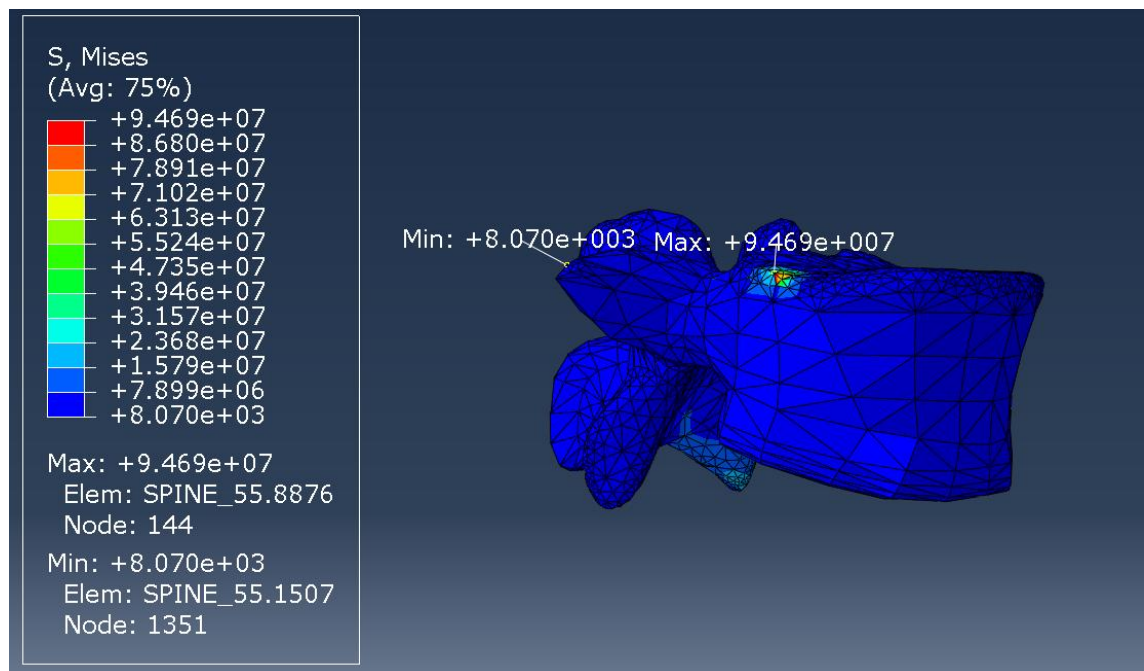 S, Mises
(Avg: 75%)
+9.469e+07
+8.680e+07
+7.891e+07
+7.102e+07
+6.313e+07
+5.524e+07
+4.735e+07
+3.946e+07
+3.157e+07
+2.368e+07
+1.579e+07
+7.899e+06
+8.070e+03
Max: +9.469e+07
Elem: SPINE_55.8876
Node: 144
Min: +8.070e+03
Elem: SPINE_55.1507
Node: 1351
Min: +8.070e+003
Max: +9.469e+007